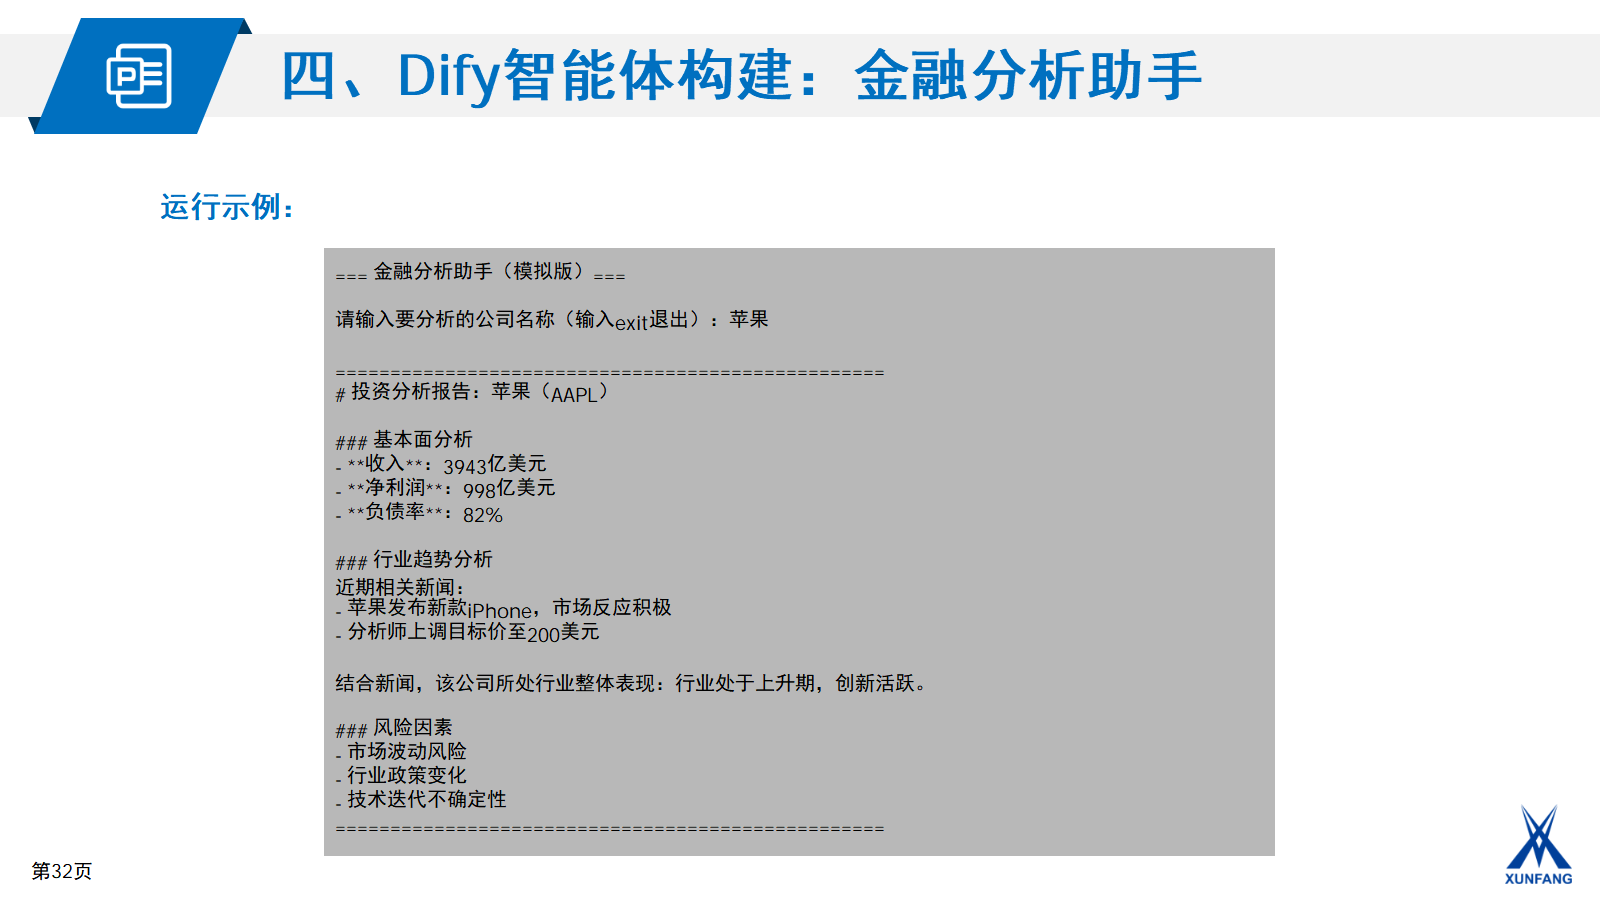 四、Dify智能体构建：金融分析助手
运行示例：
=== 金融分析助手（模拟版）===
请输入要分析的公司名称（输入exit退出）：苹果
==================================================
# 投资分析报告：苹果（AAPL）
### 基本面分析
- **收入**：3943亿美元
- **净利润**：998亿美元
- **负债率**：82%
### 行业趋势分析
近期相关新闻：
- 苹果发布新款iPhone，市场反应积极
- 分析师上调目标价至200美元
结合新闻，该公司所处行业整体表现：行业处于上升期，创新活跃。
### 风险因素
- 市场波动风险
- 行业政策变化
- 技术迭代不确定性
==================================================
第32页
XUNFANG